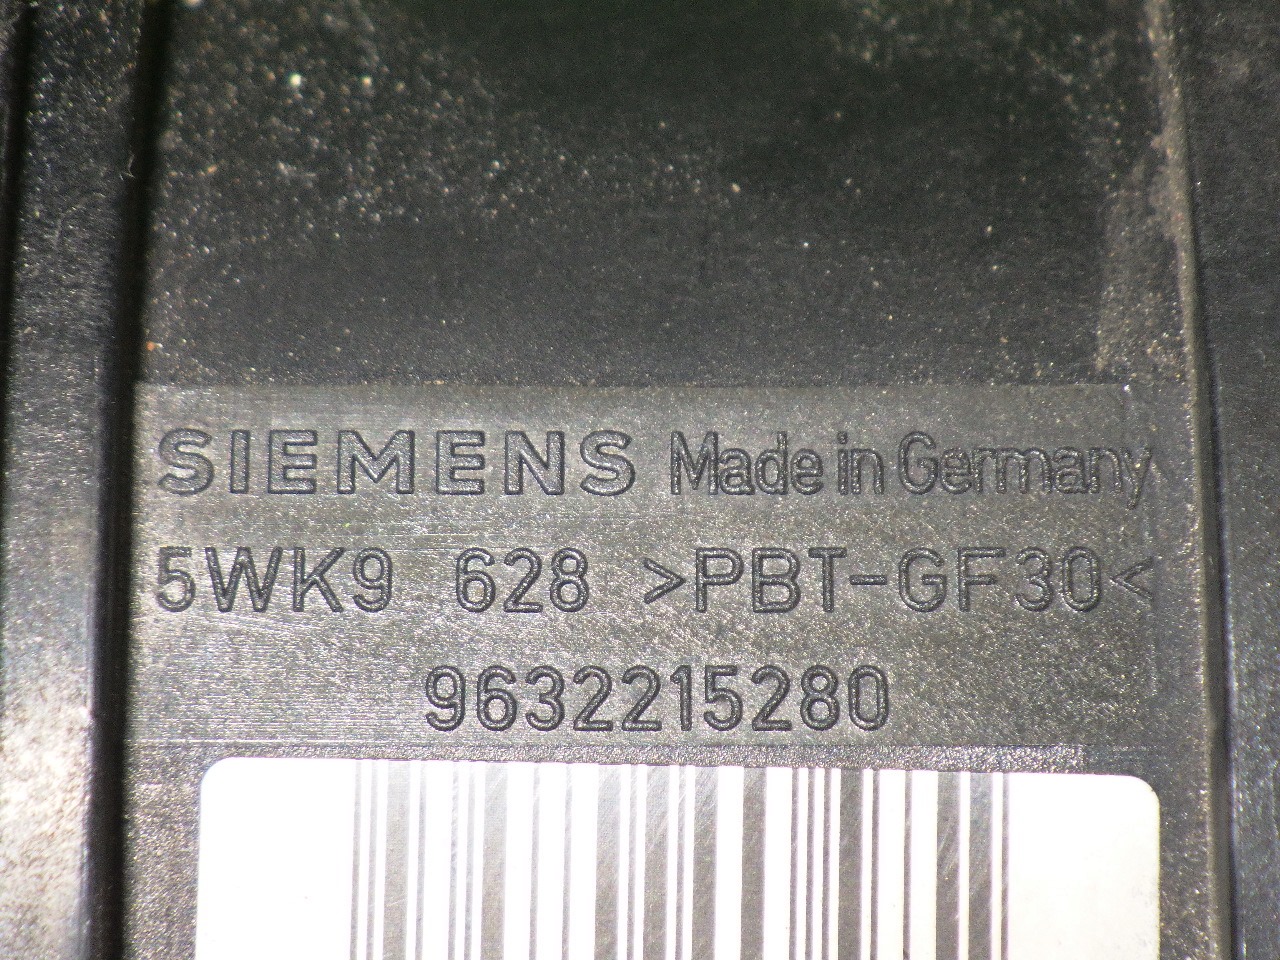 SIEMENS Made in Germany
5WK9 628 >PBT-GF30<
9632215280